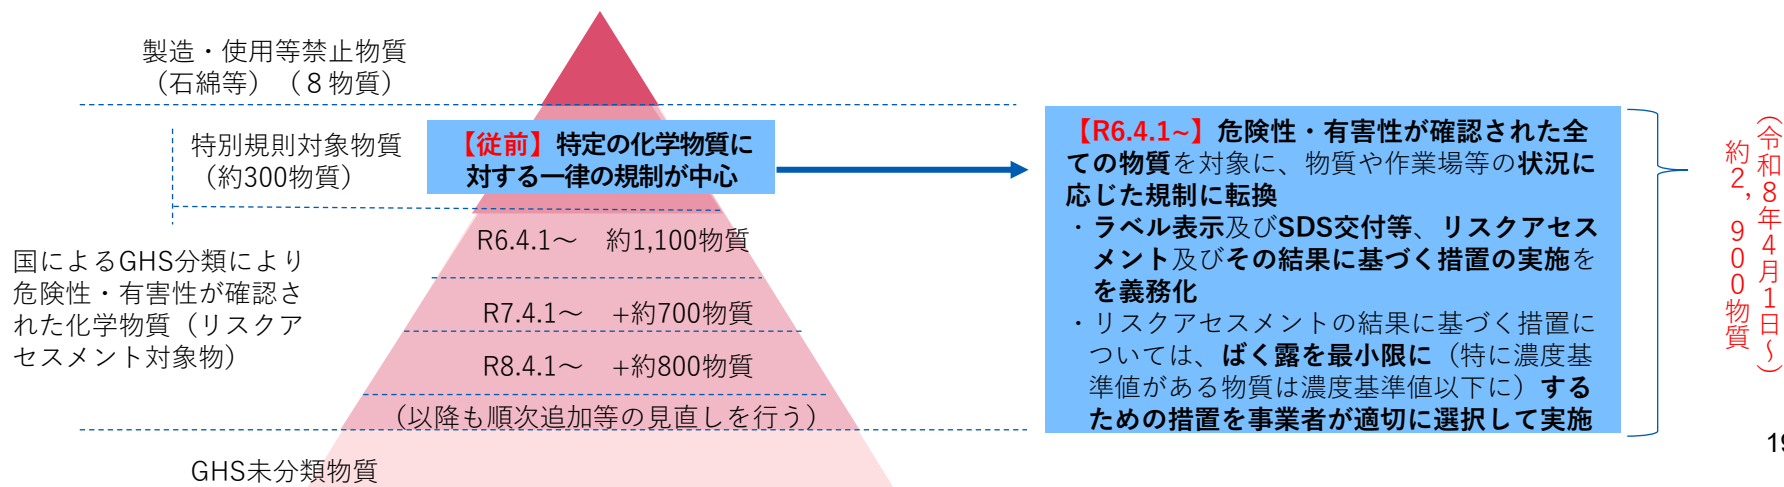 製造・使用等禁止物質
（石綿等）（８物質）
特別規則対象物質
（約300物質）
国によるGHS分類により
危険性・有害性が確認さ
れた化学物質（リスクア
セスメント対象物）
GHS未分類物質
【従前】特定の化学物質に
対する一律の規制が中心
R6.4.1～　約1,100物質
R7.4.1～　+約700物質
R8.4.1～　+約800物質
（以降も順次追加等の見直しを行う）
【R6.4.1~】危険性・有害性が確認された全
ての物質を対象に、物質や作業場等の状況に
応じた規制に転換
・ラベル表示及びSDS交付等、リスクアセス
メント及びその結果に基づく措置の実施を
を義務化
・リスクアセスメントの結果に基づく措置に
ついては、ばく露を最小限に（特に濃度基
準値がある物質は濃度基準値以下に）する
ための措置を事業者が適切に選択して実施
（令和８年４月１日～）
約２，９００物質
19